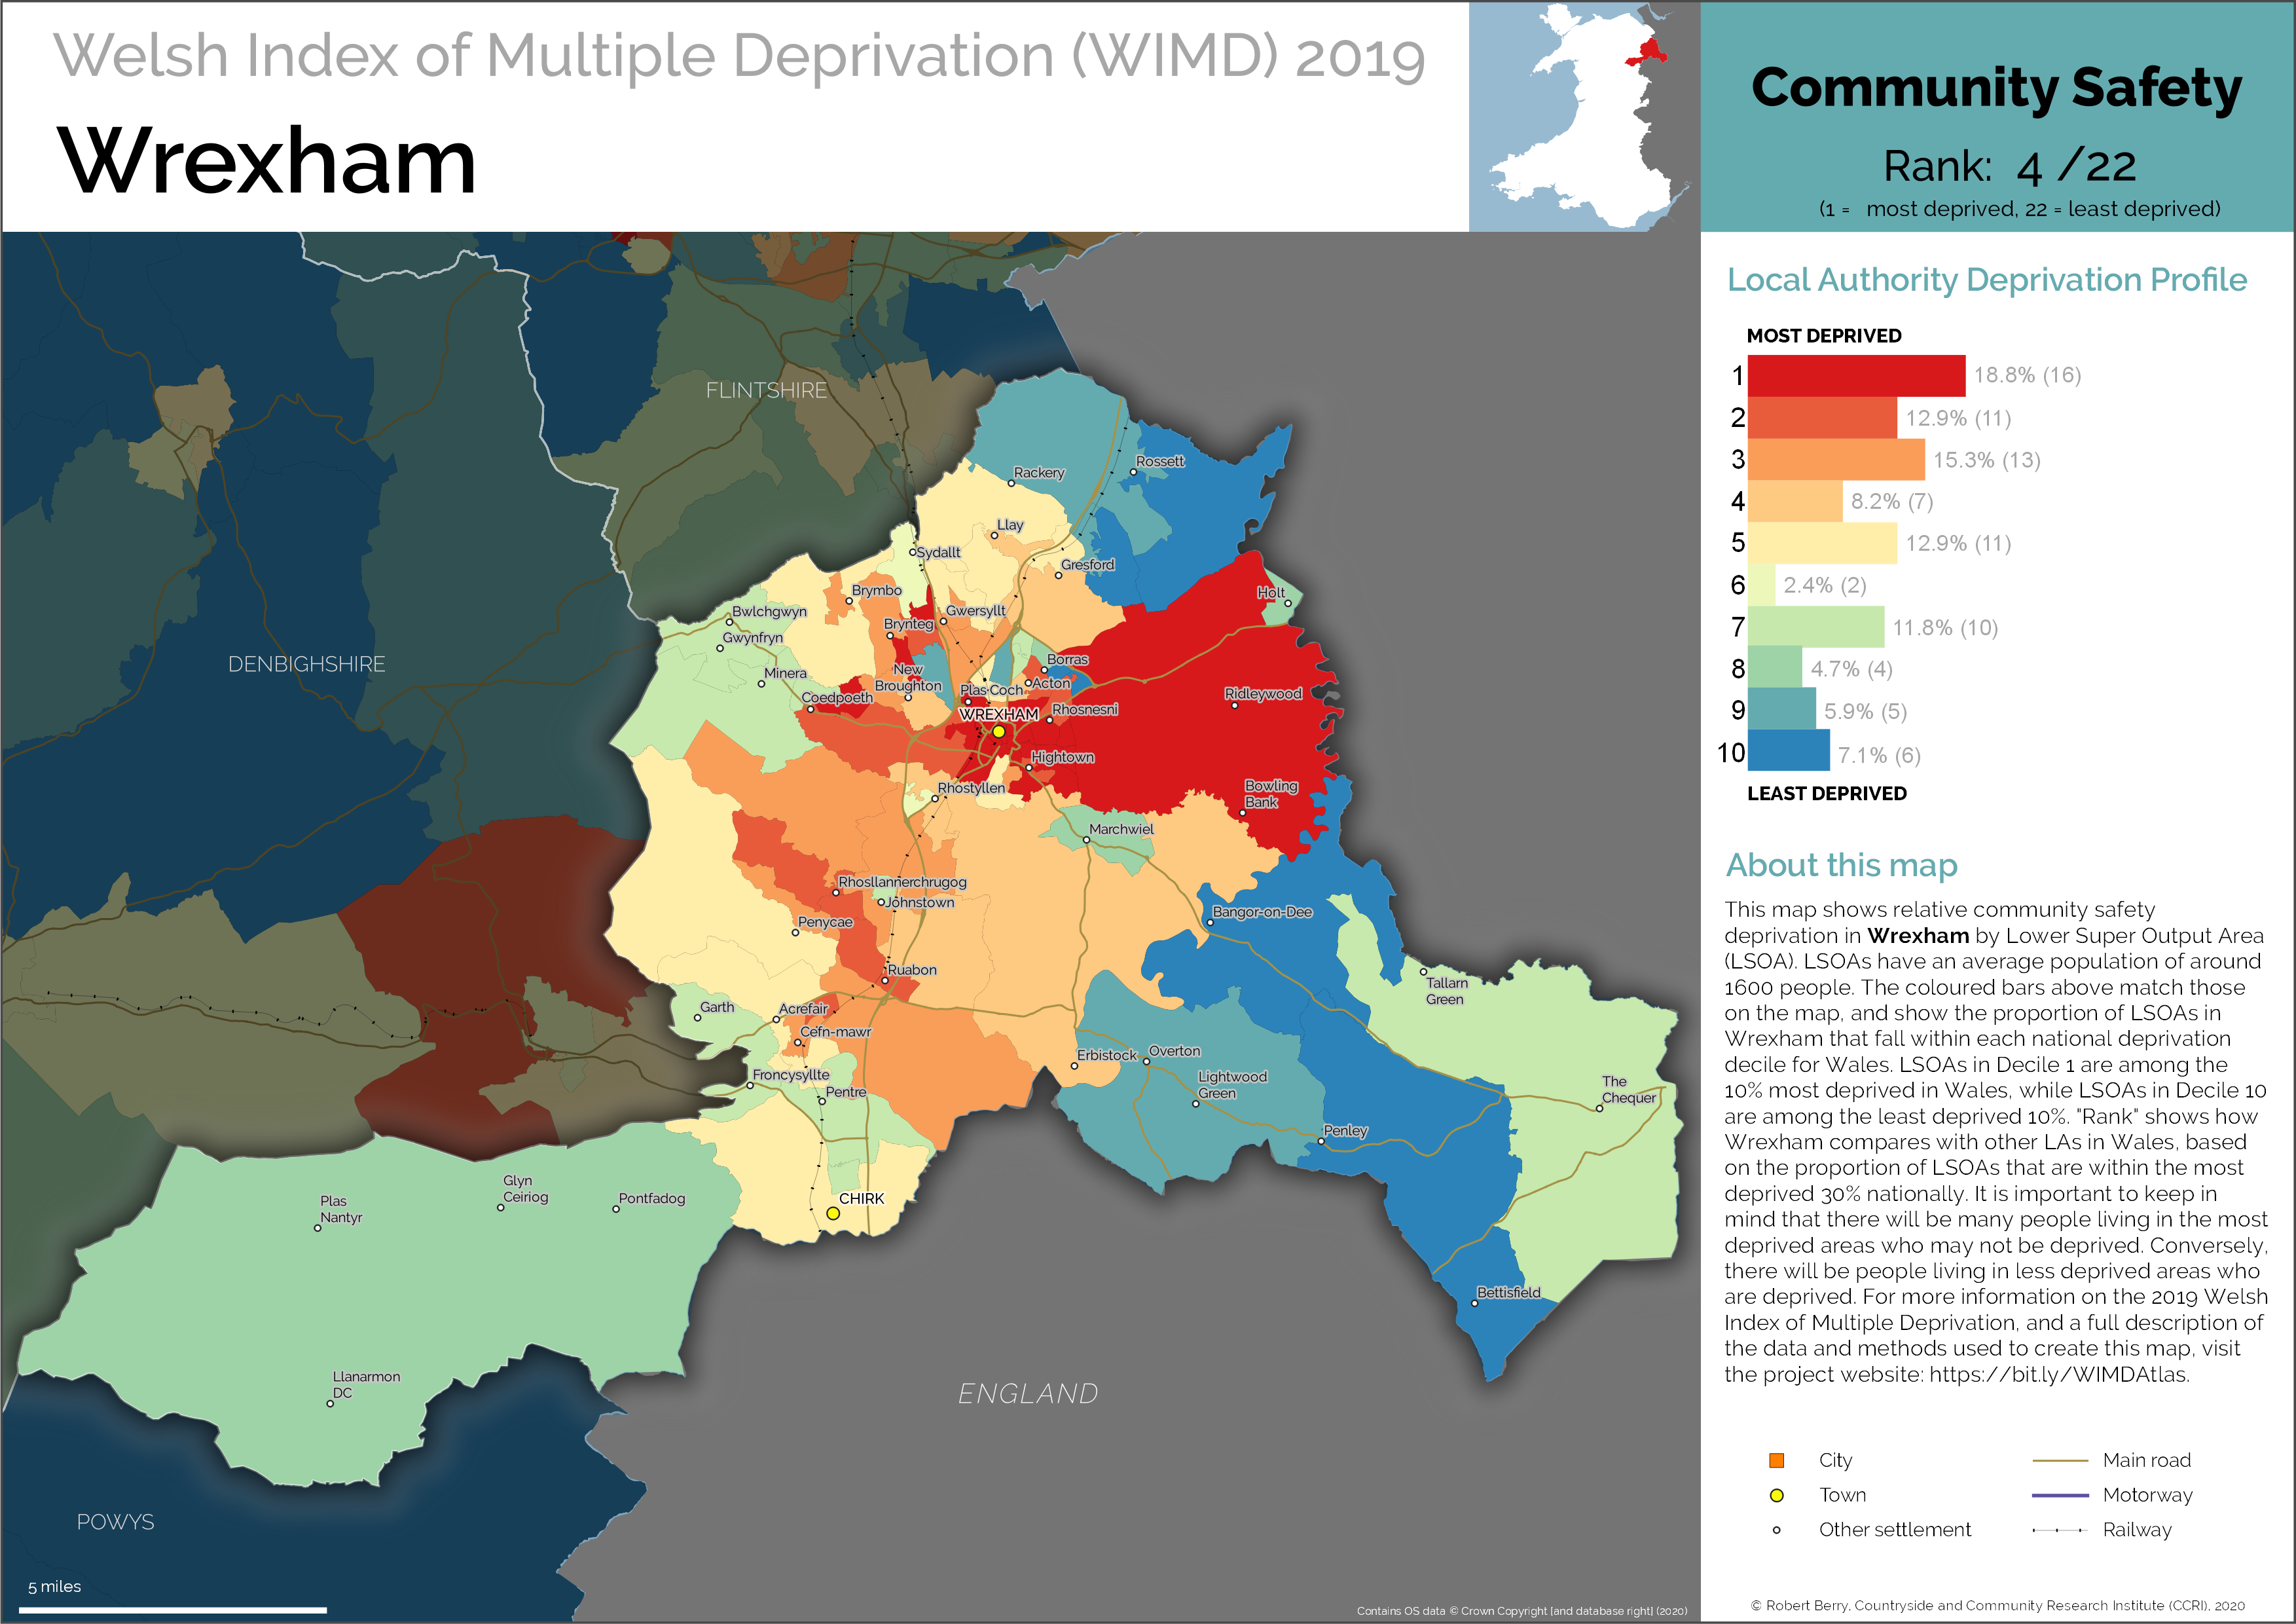 Welsh Index of Multiple Deprivation (WIMD) 2019
Wrexham
Community Safety
Rank: 4 /22
(1 = most deprived, 22 = least deprived)
Local Authority Deprivation Profile
MOST DEPRIVED
1 18.8% (16)
2 12.9% (11)
3 15.3% (13)
4 8.2% (7)
5 12.9% (11)
6 2.4% (2)
7 11.8% (10)
8 4.7% (4)
9 5.9% (5)
10 7.1% (6)
LEAST DEPRIVED
About this map
This map shows relative community safety
deprivation in Wrexham by Lower Super Output Area
(LSOA). LSOAs have an average population of around
1600 people. The coloured bars above match those
on the map, and show the proportion of LSOAs in
Wrexham that fall within each national deprivation
decile for Wales. LSOAs in Decile 1 are among the
10% most deprived in Wales, while LSOAs in Decile 10
are among the least deprived 10%. "Rank" shows how
Wrexham compares with other LAs in Wales, based
on the proportion of LSOAs that are within the most
deprived 30% nationally. It is important to keep in
mind that there will be many people living in the most
deprived areas who may not be deprived. Conversely,
there will be people living in less deprived areas who
are deprived. For more information on the 2019 Welsh
Index of Multiple Deprivation, and a full description of
the data and methods used to create this map, visit
the project website: https://bit.ly/WIMDAtlas.
City
Town
Other settlement
Main road
Motorway
Railway
© Robert Berry, Countryside and Community Research Institute (CCRI), 2020
FLINTSHIRE
DENBIGHSHIRE
POWYS
ENGLAND
Rackery
Rossett
Llay
Sydallt
Gresford
Brymbo
Holt
Bwlchgwyn
Gwersyllt
Brynteg
Gwynfryn
Borras
New
Broughton
Minera
Acton
Plas Coch
Coedpoeth
Ridleywood
WREXHAM
Rhosnesni
Hightown
Rhostyllen
Bowling
Bank
Marchwiel
Rhosllannerchrugog
Johnstown
Bangor-on-Dee
Penycae
Ruabon
Tallarn
Green
Garth
Acrefair
Cefn-mawr
Erbistock
Overton
Froncysyllte
Lightwood
Green
The
Chequer
Pentre
Penley
Glyn
Ceiriog
Plas
Nantyr
Pontfadog
CHIRK
Bettisfield
Llanarmon
DC
5 miles
Contains OS data © Crown Copyright [and database right] (2020)